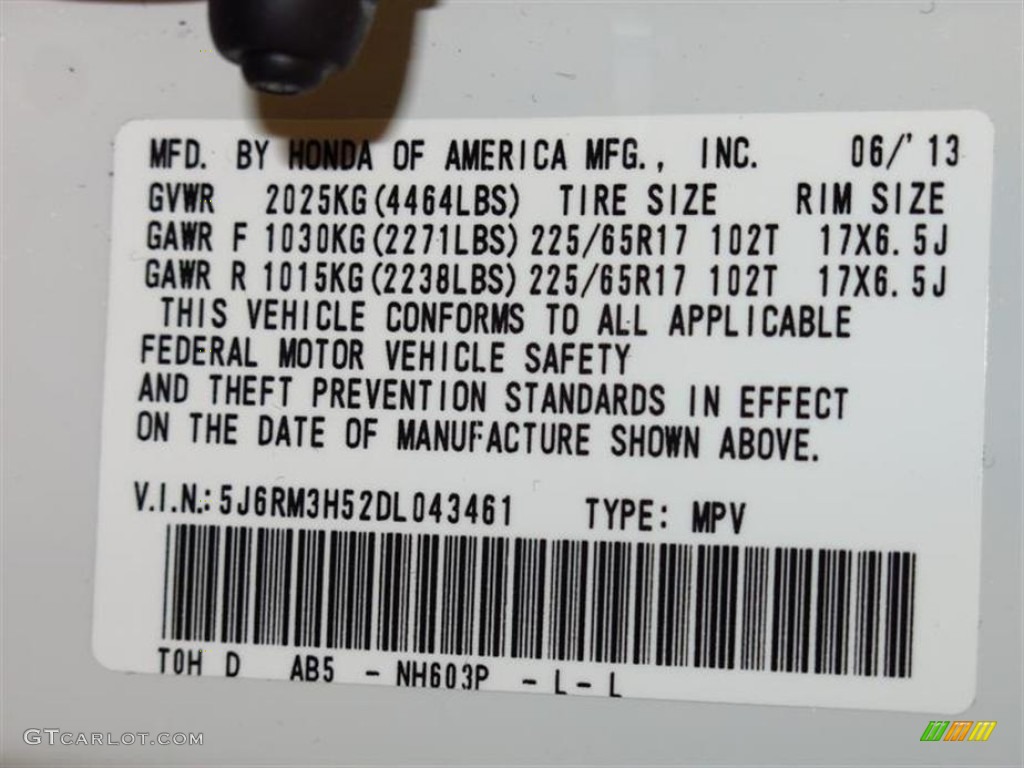 MFD. BY HONDA OF AMERICA MFG., INC. 06/'13
GVWR 2025KG(4464LBS) TIRE SIZE RIM SIZE
GAWR F 1030KG(2271LBS) 225/65R17 102T 17X6.5J
GAWR R 1015KG(2238LBS) 225/65R17 102T 17X6.5J
THIS VEHICLE CONFORMS TO ALL APPLICABLE
FEDERAL MOTOR VEHICLE SAFETY
AND THEFT PREVENTION STANDARDS IN EFFECT
ON THE DATE OF MANUFACTURE SHOWN ABOVE.
V.I.N.: 5J6RM3H52DL043461 TYPE: MPV
T0H D AB5 - NH603P - L - L
GTCARLOT.COM